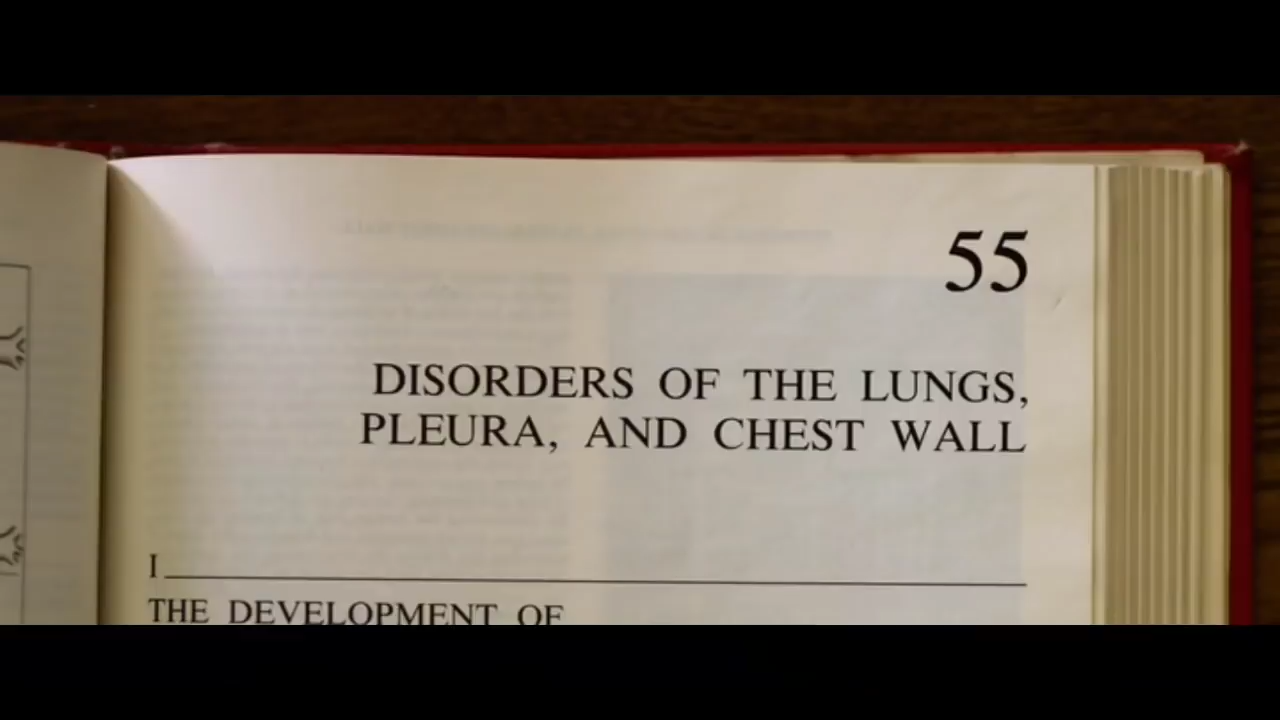 55
DISORDERS OF THE LUNGS,
PLEURA, AND CHEST WALL
I
THE DEVELOPMENT OF